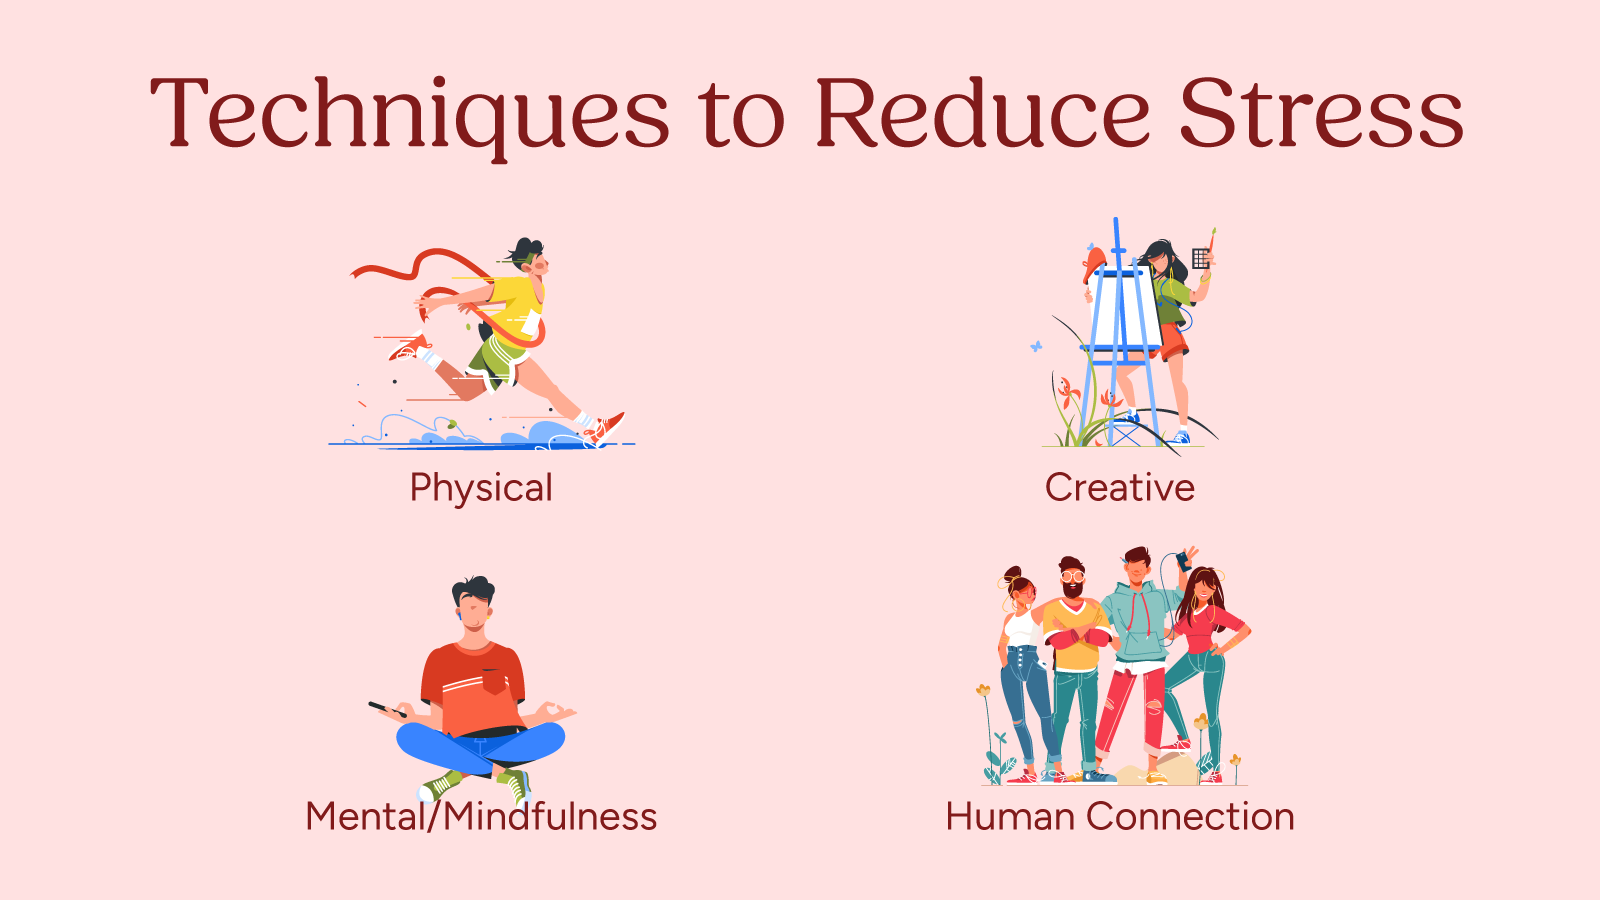 Techniques to Reduce Stress
Physical
Creative
Mental/Mindfulness
Human Connection